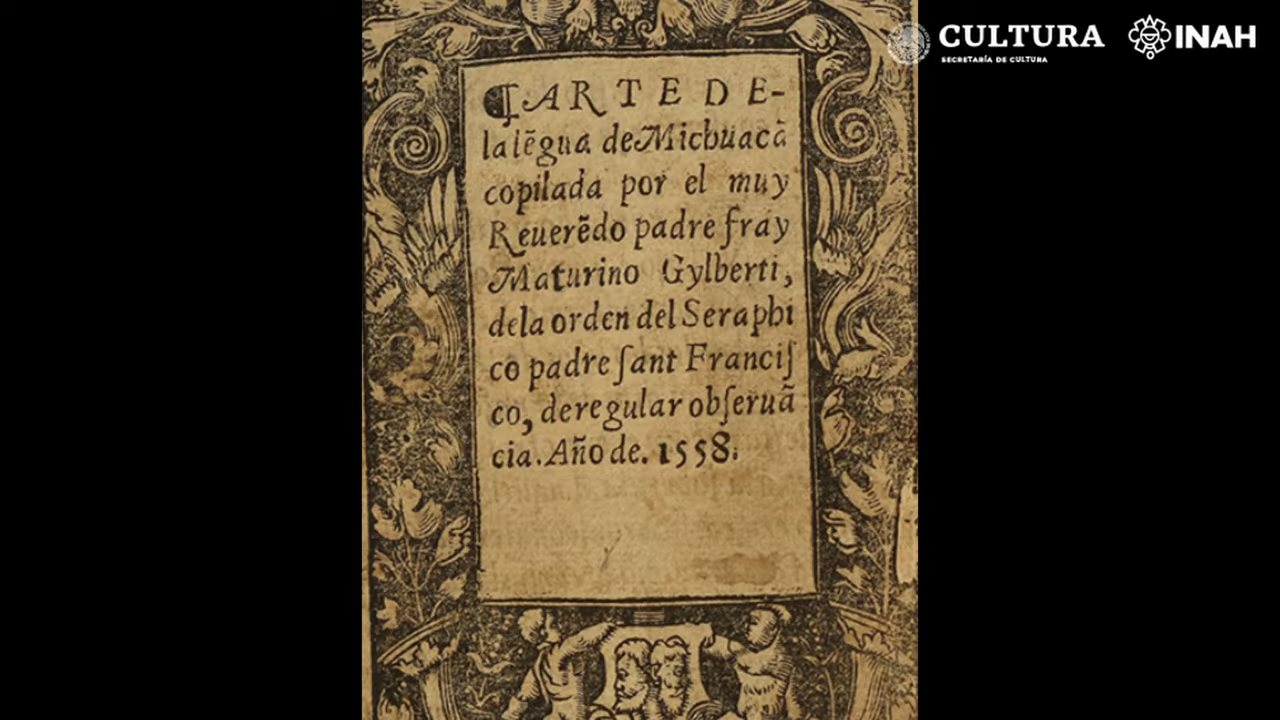 CULTURA
SECRETARÍA DE CULTURA
INAH
¶ARTE DE-
la lẽgua de Michuacã
copilada por el muy
Reuerẽdo padre fray
Maturino Gylberti,
dela orden del Seraphi
co padre ſant Franciſ
co, deregular obſeruã
cia. Año de. 1558.